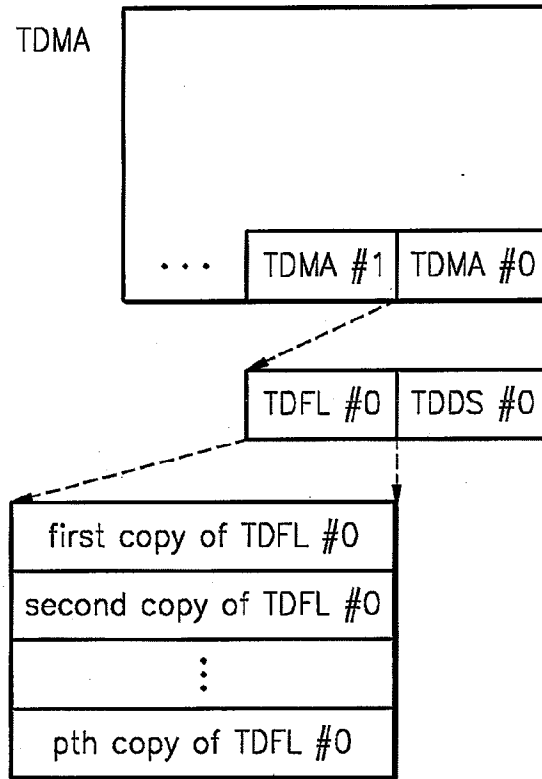 TDMA
... TDMA #1 TDMA #0
TDFL #0 TDDS #0
first copy of TDFL #0
second copy of TDFL #0
⋮
pth copy of TDFL #0